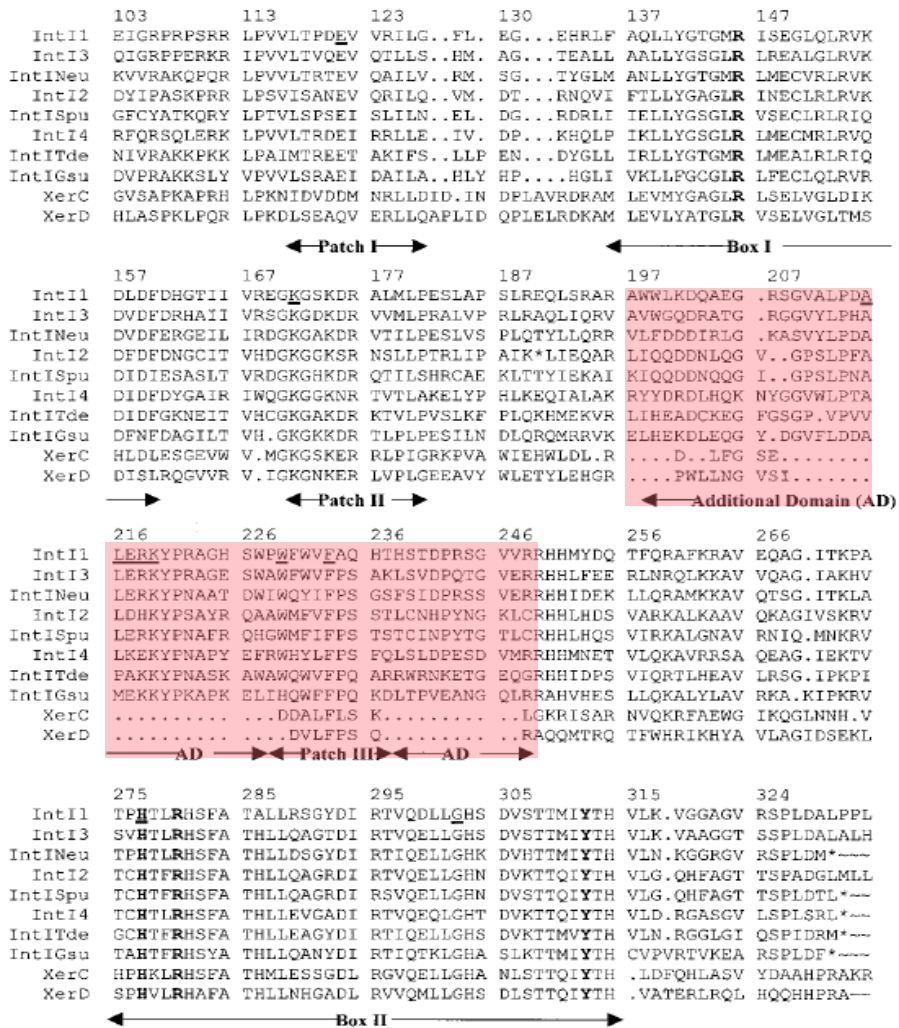 103 113 123 130 137 147
IntI1 EIGRPRPSRR LPVVLTPDEV VRILG..FL. EG...EHRLF AQLLYGTGMR ISEGLQLRVK
IntI3 QIGRPPERKR IPVVLTVQEV QTLLS..HM. AG...TEALL AALLYGSGLR LREALGLRVK
IntINeu KVVRAKQPQR LPVVLTRTEV QAILV..RM. SG...TYGLM ANLLYGTGMR LMECVRLRVK
IntI2 DYIPASKPRR LPSVISANEV QRILQ..VM. DT...RNQVI FTLLYGAGLR INECLRLRVK
IntISpu GFCYATKQRY LPTVLSPSEI SLILN..EL. DG...RDRLI IELLYGSGLR VSECLRLRIQ
IntI4 RFQRSQLERK LPVVLTRDEI RRLLE..IV. DP...KHQLP IKLLYGSGLR LMECMRLRVQ
IntITde NIVRAKKPKK LPAIMTREET AKIFS..LLP EN...DYGLL IRLLYGTGMR LMEALRLRIQ
IntIGsu DVPRAKKSLY VPVVLSRAEI DAILA..HLY HP....HGLI VKLLFGCGLR LFECLQLRVR
XerC GVSAPKAPRH LPKNIDVDDM NRLLDID.IN DPLAVRDRAM LEVMYGAGLR LSELVGLDIK
XerD HLASPKLPQR LPKDLSEAQV ERLLQAPLID QPLELRDKAM LEVLYATGLR VSELVGLTMS
Patch I Box I
157 167 177 187 197 207
IntI1 DLDFDHGTII VREGKGSKDR ALMLPESLAP SLREQLSRAR AWWLKDQAEG .RSGVALPDA
IntI3 DVDFDRHAII VRSGKGDKDR VVMLPRALVP RLRAQLIQRV AVWGQDRATG .RGGVYLPHA
IntINeu DVDFERGEIL IRDGKGAKDR VTILPESLVS PLQTYLLQRR VLFDDDIRLG .KASVYLPDA
IntI2 DFDFDNGCIT VHDGKGGKSR NSLLPTRLIP AIK*LIEQAR LIQQDDNLQG V..GPSLPFA
IntISpu DIDIESASLT VRDGKGHKDR QTILSHRCAE KLTTYIEKAI KIQQDDNQQG I..GPSLPNA
IntI4 DIDFDYGAIR IWQGKGGKNR TVTLAKELYP HLKEQIALAK RYYDRDLHQK NYGGVWLPTA
IntITde DIDFGKNEIT VHCGKGAKDR KTVLPVSLKF PLQKHMEKVR LIHEADCKEG FGSGP.VPVV
IntIGsu DFNFDAGILT VH.GKGKKDR TLPLPESILN DLQRQMRRVK ELHEKDLEQG Y.DGVFLDDA
XerC HLDLESGEVW V.MGKGSKER RLPIGRKPVA WIEHWLDL.R ....D..LFG SE........
XerD DISLRQGVVR V.IGKGNKER LVPLGEEAVY WLETYLEHGR ....PWLLNG VSI.......
Patch II Additional Domain (AD)
216 226 236 246 256 266
IntI1 LERKYPRAGH SWPWFWVFAQ HTHSTDPRSG VVRRHHMYDQ TFQRAFKRAV EQAG.ITKPA
IntI3 LERKYPRAGE SWAWFWVFPS AKLSVDPQTG VERRHHLFEE RLNRQLKKAV VQAG.IAKHV
IntINeu LERKYPNAAT DWIWQYIFPS GSFSIDPRSS VERRHHIDEK LLQRAMKKAV QTSG.ITKLA
IntI2 LDHKYPSAYR QAAWMFVFPS STLCNHPYNG KLCRHHLHDS VARKALKAAV QKAGIVSKRV
IntISpu LERKYPNAFR QHGWMFIFPS TSTCINPYTG TLCRHHLHQS VIRKALGNAV RNIQ.MNKRV
IntI4 LKEKYPNAPY EFRWHYLFPS FQLSLDPESD VMRRHHMNET VLQKAVRRSA QEAG.IEKTV
IntITde PAKKYPNASK AWAWQWVFPQ ARRWRNKETG EQGRHHIDPS VIQRTLHEAV LRSG.IPKPI
IntIGsu MEKKYPKAPK ELIHQWFFPQ KDLTPVEANG QLRRAHVHES LLQKALYLAV RKA.KIPKRV
XerC .......... ...DDALFLS K......... .LGKRISARN VQKRFAEWG IKQGLNNH.V
XerD .......... ....DVLFPS Q......... ..RAQQMTRQ TFWHRIKHYA VLAGIDSEKL
AD Patch III AD
275 285 295 305 315 324
IntI1 TPHTLRHSFA TALLRSGYDI RTVQDLLGHS DVSTTMIYTH VLK.VGGAGV RSPLDALPPL
IntI3 SVHTLRHSFA THLLQAGTDI RTVQELLGHS DVSTTMIYTH VLK.VAAGGT SSPLDALALH
IntINeu TPHTLRHSFA THLLDSGYDI RTIQELLGHK DVHTTMIYTH VLN.KGGRGV RSPLDM*~~~
IntI2 TCHTFRHSFA THLLQAGRDI RTVQELLGHN DVKTTQIYTH VLG.QHFAGT TSPADGLMLL
IntISpu TCHTFRHSFA THLLQAGRDI RSVQELLGHN DVSTTQIYTH VLG.QHFAGT TSPLDTL*~~
IntI4 TCHTLRHSFA THLLEVGADI RTVQEQLGHT DVKTTQIYTH VLD.RGASGV LSPLSRL*~~
IntITde GCHTLRHSFA THLLEAGYDI RTIQELLGHS DVKTTMVYTH VLN.RGGLGI QSPIDRM*~~
IntIGsu TAHTFRHSYA THLLQANYDI RTIQTKLGHA SLKTTMIYTH CVPVRTVKEA RSPLDF*~~~
XerC HPHKLRHSFA THMLESSGDL RGVQELLGHA NLSTTQIYTH .LDFQHLASV YDAAHPRAKR
XerD SPHVLRHAFA THLLNHGADL RVVQMLLGHS DLSTTQIYTH .VATERLRQL HQQHHPRA~~
Box II